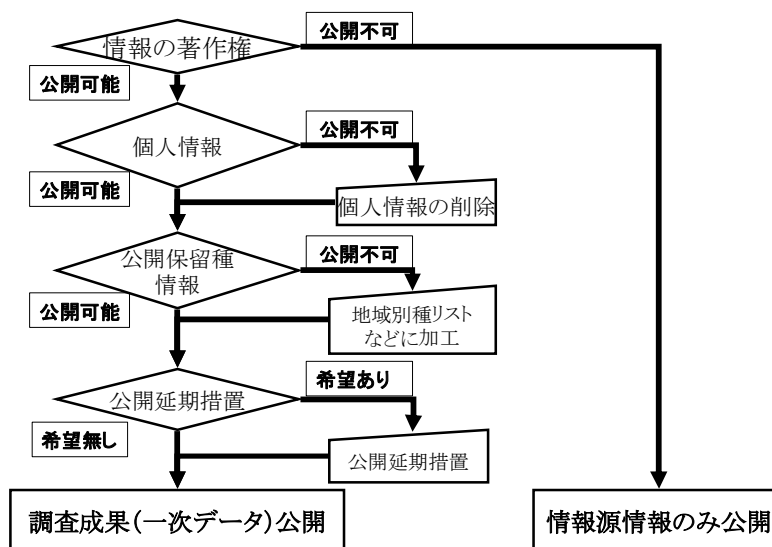 情報の著作権
公開不可
公開可能
個人情報
公開不可
公開可能
個人情報の削除
公開保留種
情報
公開不可
公開可能
地域別種リスト
などに加工
公開延期措置
希望あり
希望無し
公開延期措置
調査成果(一次データ)公開
情報源情報のみ公開